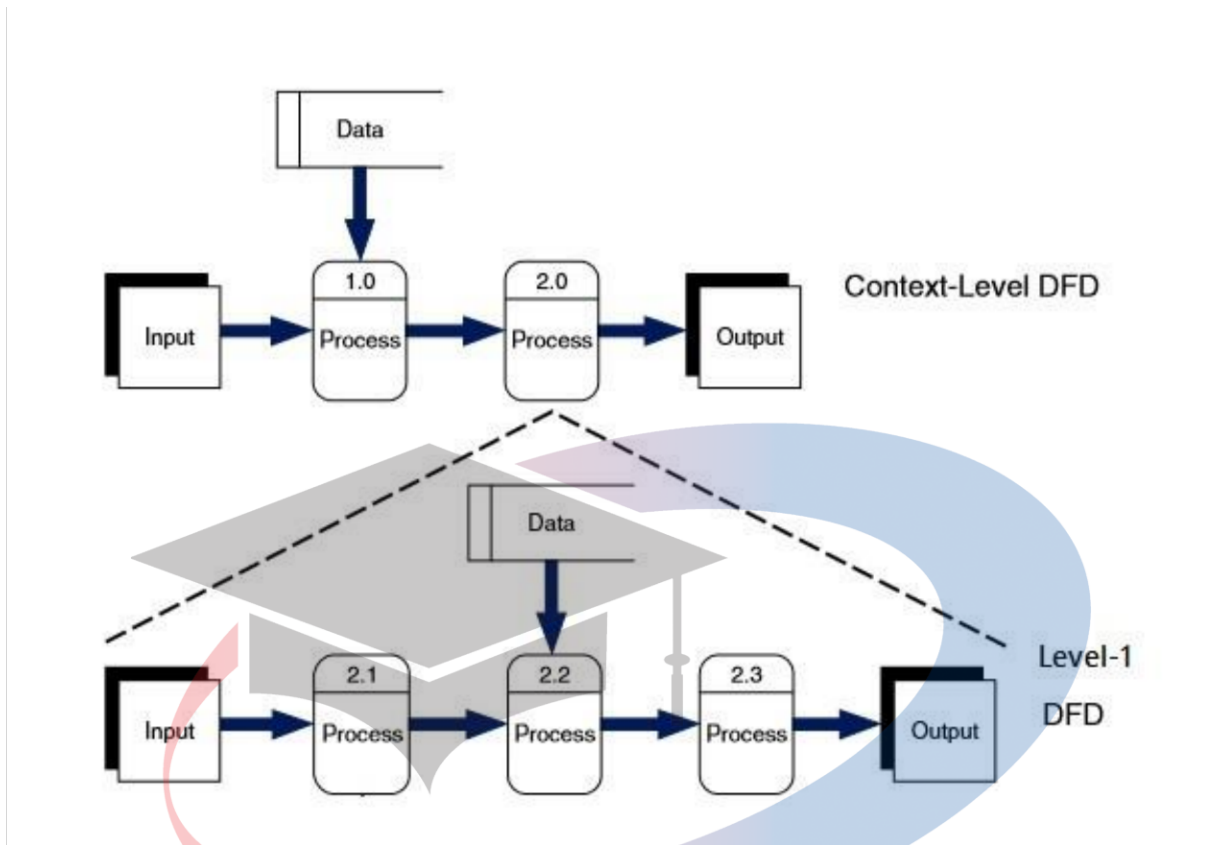 Data
1.0
2.0
Context-Level DFD
Input
Process
Process
Output
Data
Level-1
2.1
2.2
2.3
DFD
Input
Process
Process
Process
Output